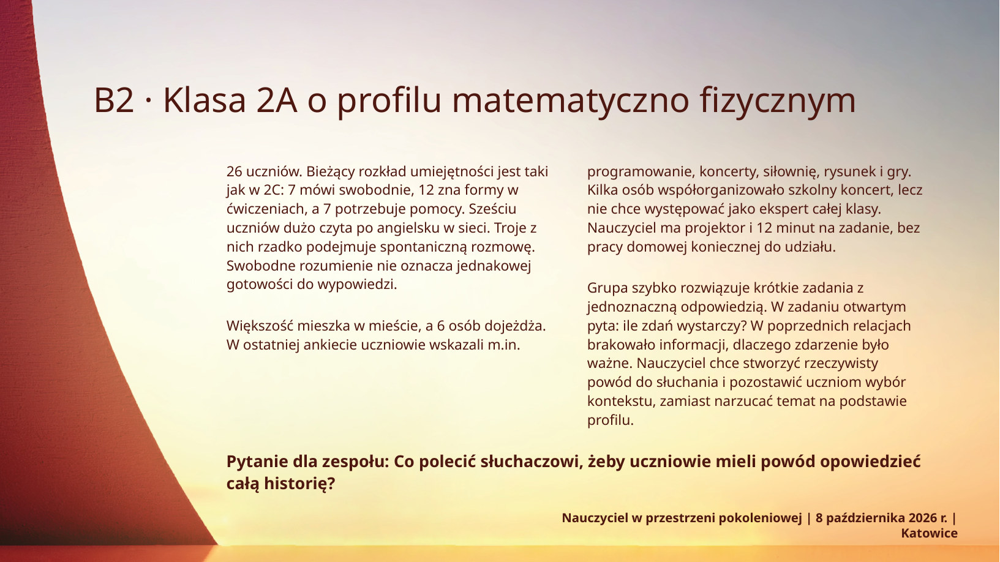 B2 · Klasa 2A o profilu matematyczno fizycznym
26 uczniów. Bieżący rozkład umiejętności jest taki
jak w 2C: 7 mówi swobodnie, 12 zna formy w
ćwiczeniach, a 7 potrzebuje pomocy. Sześciu
uczniów dużo czyta po angielsku w sieci. Troje z
nich rzadko podejmuje spontaniczną rozmowę.
Swobodne rozumienie nie oznacza jednakowej
gotowości do wypowiedzi.
Większość mieszka w mieście, a 6 osób dojeżdża.
W ostatniej ankiecie uczniowie wskazali m.in.
programowanie, koncerty, siłownię, rysunek i gry.
Kilka osób współorganizowało szkolny koncert, lecz
nie chce występować jako ekspert całej klasy.
Nauczyciel ma projektor i 12 minut na zadanie, bez
pracy domowej koniecznej do udziału.
Grupa szybko rozwiązuje krótkie zadania z
jednoznaczną odpowiedzią. W zadaniu otwartym
pyta: ile zdań wystarczy? W poprzednich relacjach
brakowało informacji, dlaczego zdarzenie było
ważne. Nauczyciel chce stworzyć rzeczywisty
powód do słuchania i pozostawić uczniom wybór
kontekstu, zamiast narzucać temat na podstawie
profilu.
Pytanie dla zespołu: Co polecić słuchaczowi, żeby uczniowie mieli powód opowiedzieć
całą historię?
Nauczyciel w przestrzeni pokoleniowej | 8 października 2026 r. |
Katowice